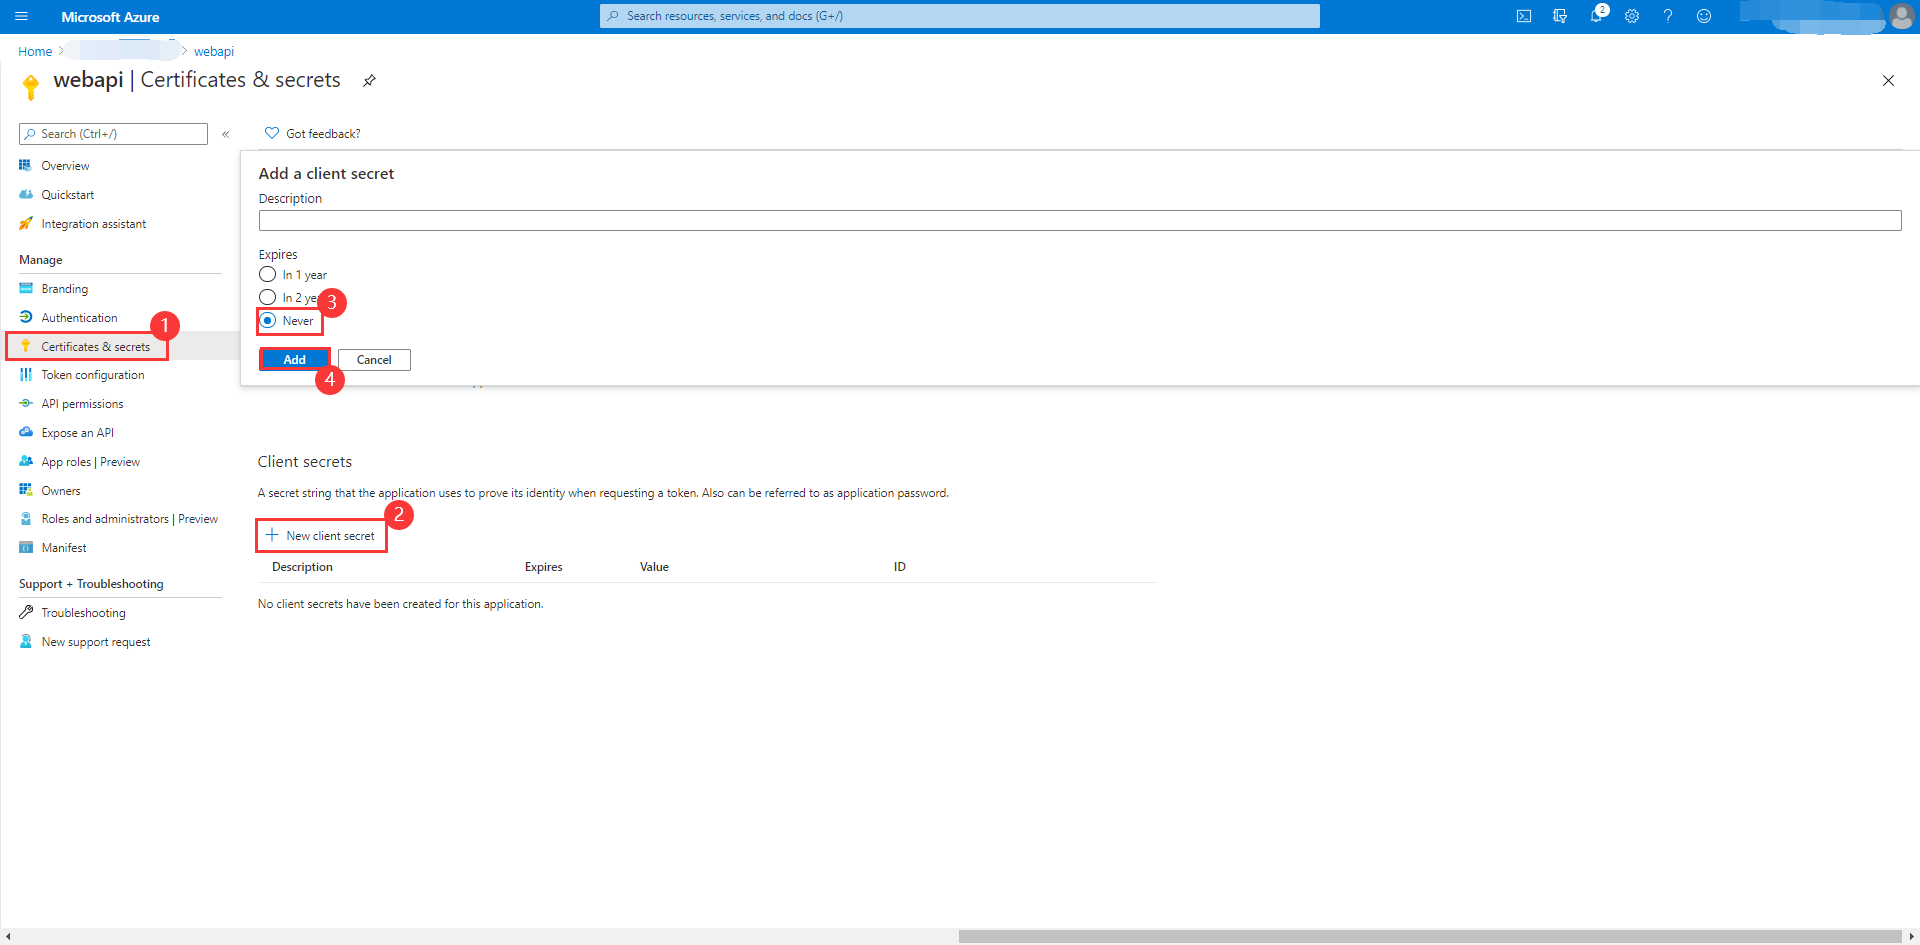 Microsoft Azure
Search resources, services, and docs (G+/)
2
Home > > webapi
webapi | Certificates & secrets
Search (Ctrl+/)
«
Got feedback?
Overview
Quickstart
Integration assistant
Manage
Branding
Authentication
1
Certificates & secrets
Token configuration
API permissions
Expose an API
App roles | Preview
Owners
Roles and administrators | Preview
Manifest
Support + Troubleshooting
Troubleshooting
New support request
Add a client secret
Description
Expires
In 1 year
In 2
3
Never
Add
Cancel
4
Client secrets
A secret string that the application uses to prove its identity when requesting a token. Also can be referred to as application password.
2
New client secret
Description Expires Value ID
No client secrets have been created for this application.